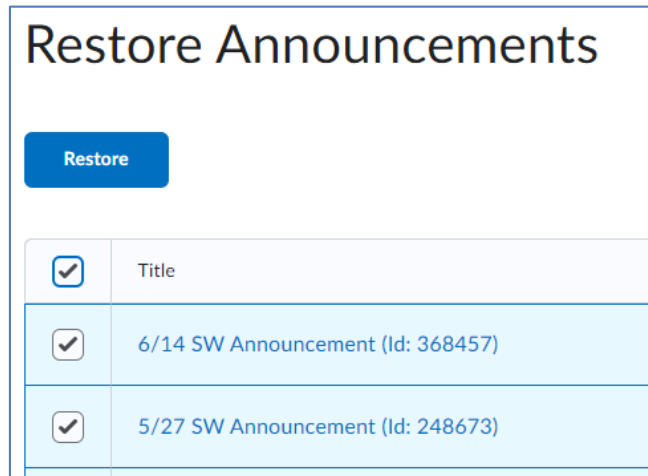 Restore Announcements
Restore
Title
6/14 SW Announcement (Id: 368457)
5/27 SW Announcement (Id: 248673)